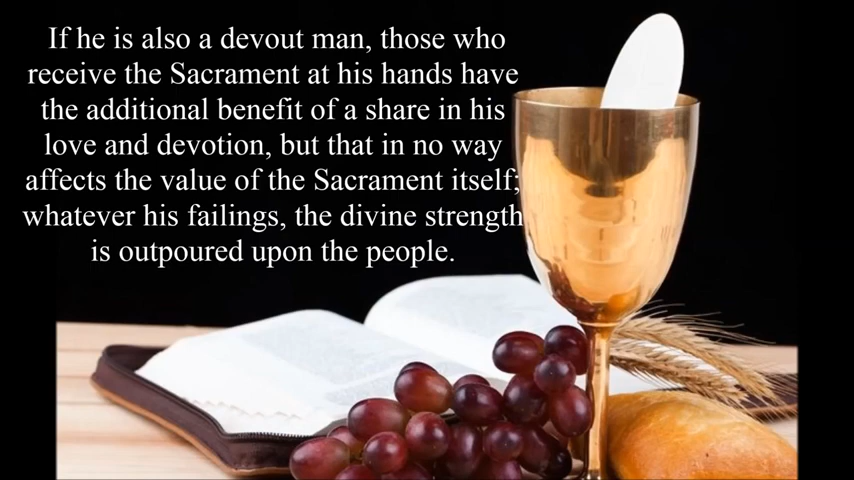 If he is also a devout man, those who
receive the Sacrament at his hands have
the additional benefit of a share in his
love and devotion, but that in no way
affects the value of the Sacrament itself;
whatever his failings, the divine strength
is outpoured upon the people.